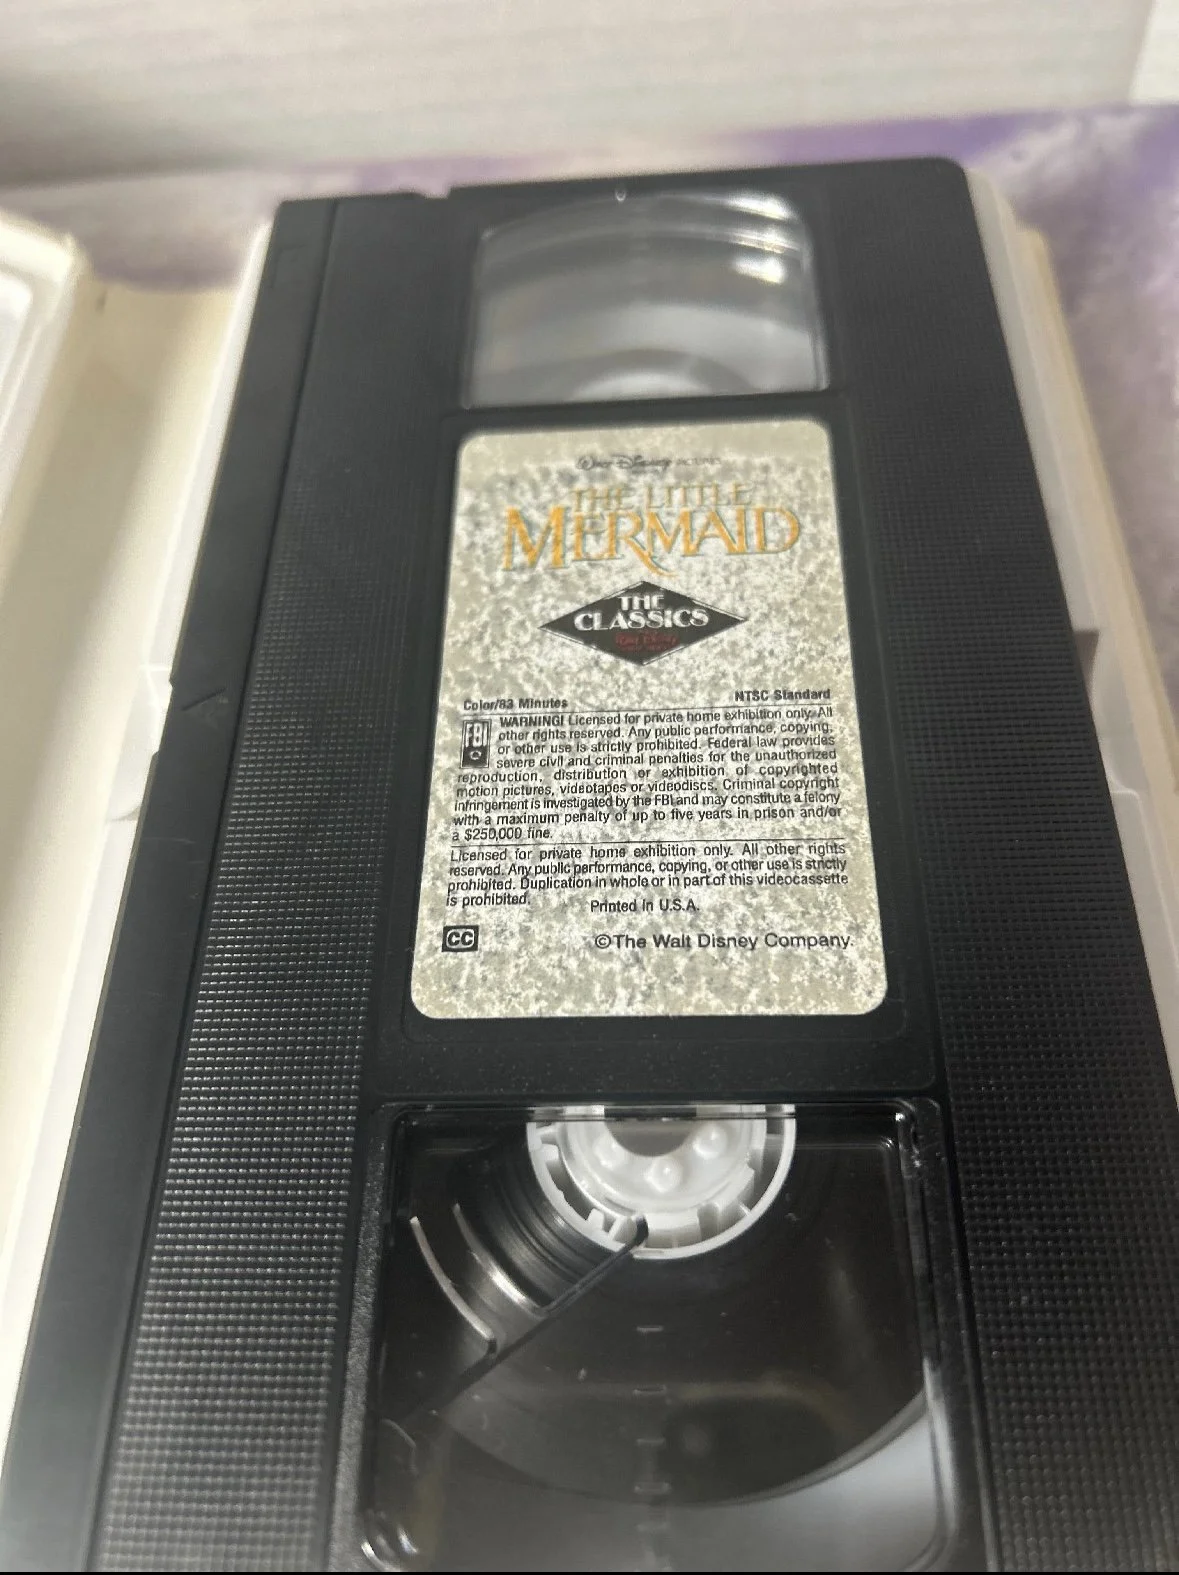 Walt Disney PICTURES
THE LITTLE
MERMAID
THE
CLASSICS
Color/83 Minutes
NTSC Standard
FBI
WARNING! Licensed for private home exhibition only. All
other rights reserved. Any public performance, copying,
or other use is strictly prohibited. Federal law provides
severe civil and criminal penalties for the unauthorized
reproduction, distribution or exhibition of copyrighted
motion pictures, videotapes or videodiscs. Criminal copyright
infringement is investigated by the FBI and may constitute a felony
with a maximum penalty of up to five years in prison and/or
a $250,000 fine.
Licensed for private home exhibition only. All other rights
reserved. Any public performance, copying, or other use is strictly
prohibited. Duplication in whole or in part of this videocassette
is prohibited.
Printed in U.S.A.
CC
©The Walt Disney Company.